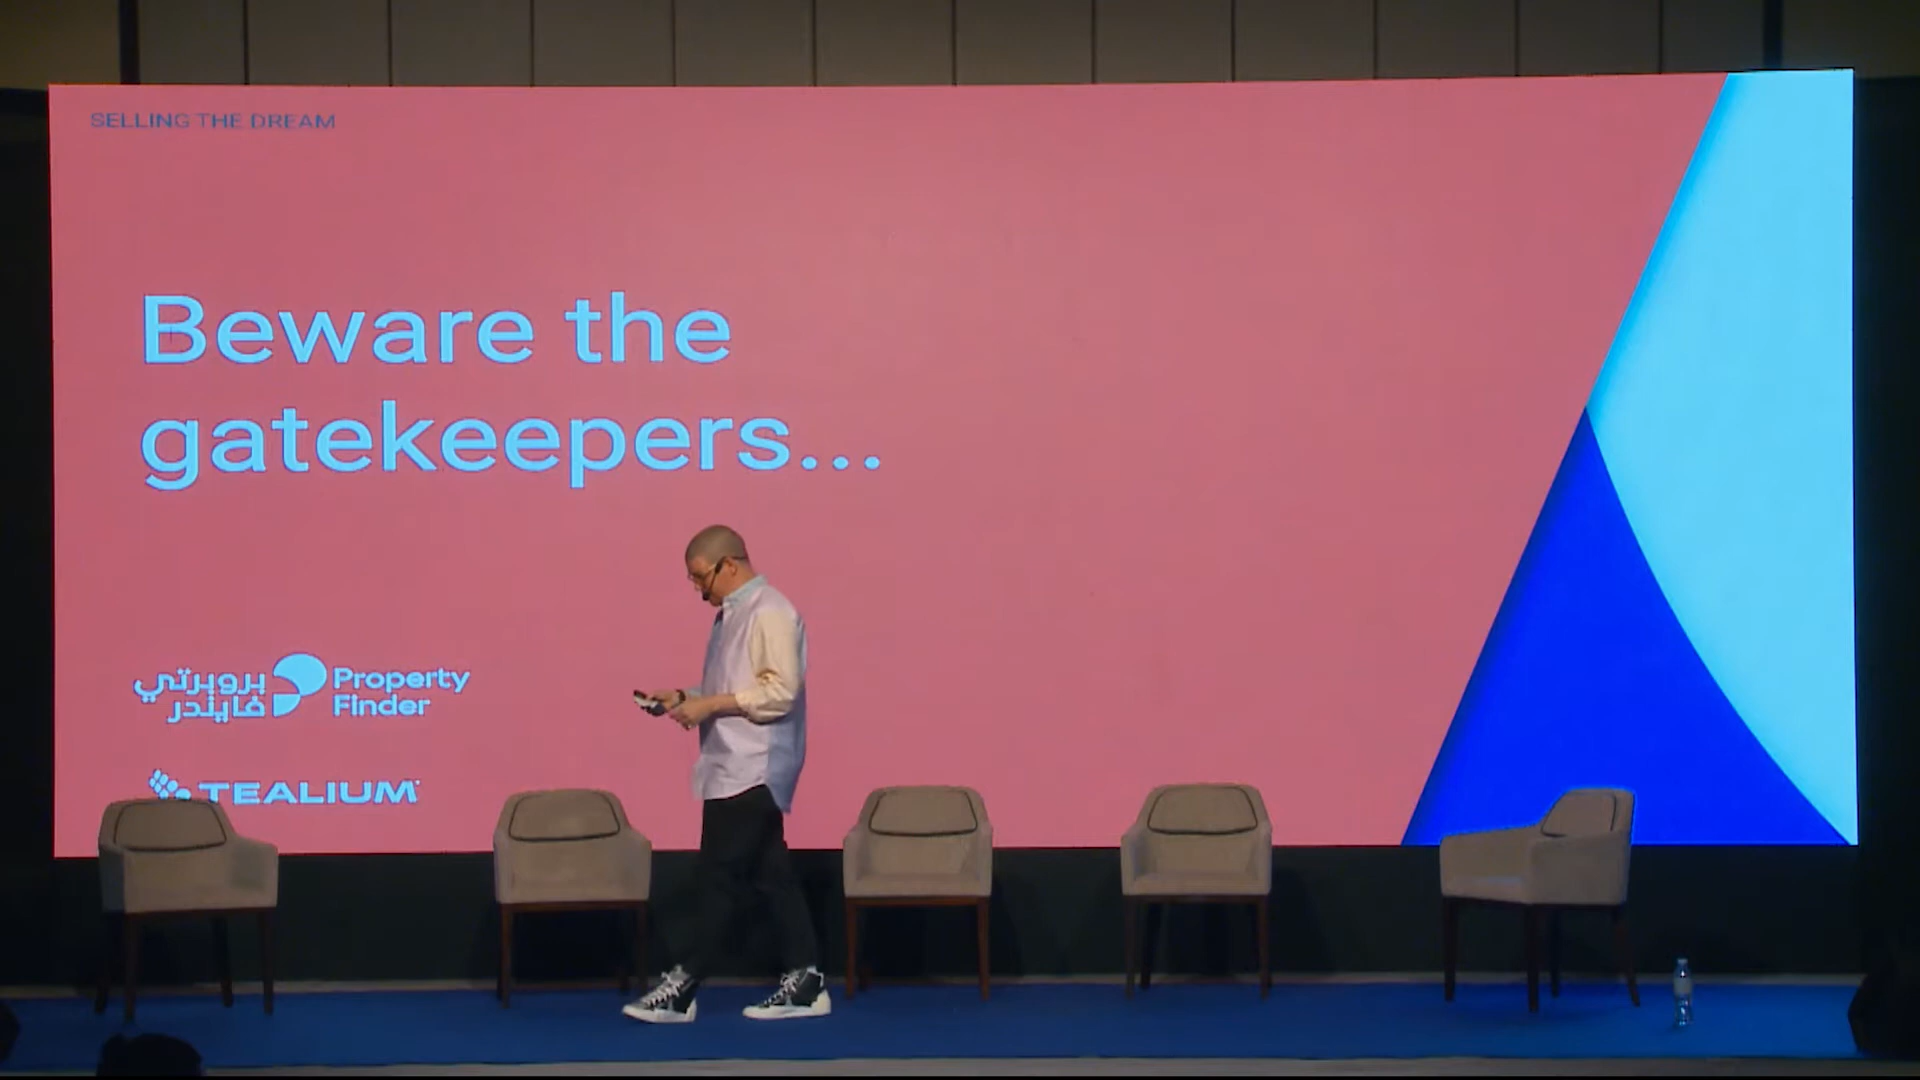 SELLING THE DREAM
Beware the
gatekeepers...
بروبرتي
فايندر
Property
Finder
TEALIUM